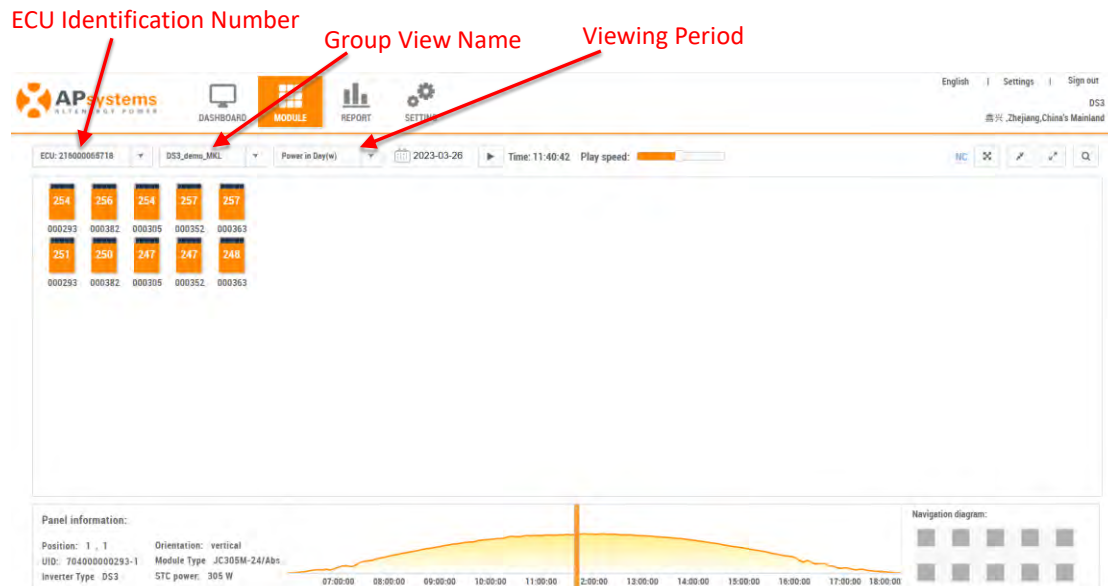 ECU Identification Number
Group View Name
Viewing Period
APsystems
ALTENERGY POWER
DASHBOARD
MODULE
REPORT
English | Settings | Sign out
DS3
鑫兴 ,Zhejiang,China's Mainland
ECU: 216000065718
DS3_demo_MKL
Power in Day(w)
2023-03-26
Time: 11:40:42 Play speed:
NC
254 256 254 257 257
000293 000382 000305 000352 000363
251 250 247 247 248
000293 000382 000305 000352 000363
Panel information:
Position: 1 , 1 Orientation: vertical
UID: 704000000293-1 Module Type JC305M-24/Abs
Inverter Type DS3 STC power: 305 W
07:00:00 08:00:00 09:00:00 10:00:00 11:00:00 2:00:00 13:00:00 14:00:00 15:00:00 16:00:00 17:00:00 18:00:00
Navigation diagram: